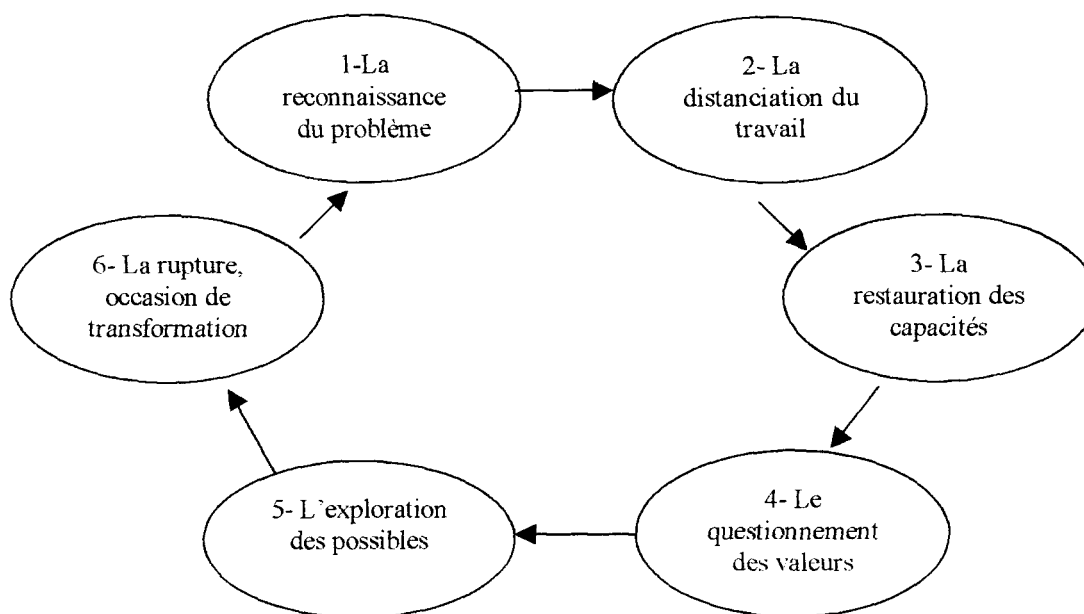 1-La
reconnaissance
du problème
2- La
distanciation du
travail
3- La
restauration des
capacités
4- Le
questionnement
des valeurs
5- L'exploration
des possibles
6- La rupture,
occasion de
transformation